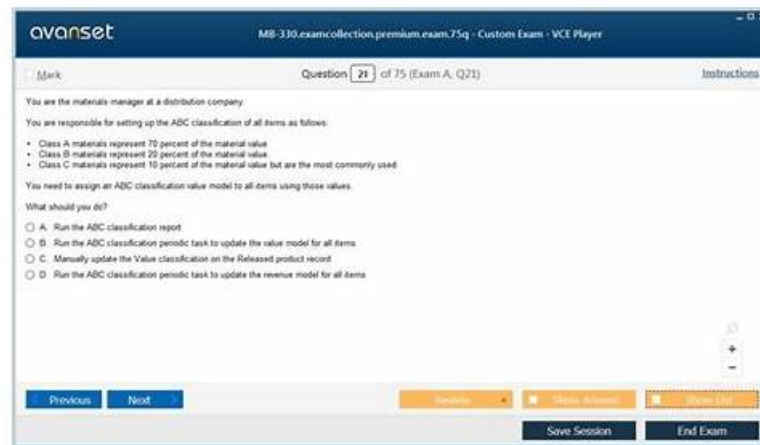 avanset
MB-330.examcollection.premium.exam.75q - Custom Exam - VCE Player
Mark
Question 21 of 75 (Exam A, Q21)
Instructions
You are the materials manager at a distribution company.
You are responsible for setting up the ABC classification of all items as follows:
• Class A materials represent 70 percent of the material value
• Class B materials represent 20 percent of the material value
• Class C materials represent 10 percent of the material value but are the most commonly used
You need to assign an ABC classification value model to all items using those values.
What should you do?
A. Run the ABC classification report
B. Run the ABC classification periodic task to update the value model for all items
C. Manually update the Value classification on the Released product record
D. Run the ABC classification periodic task to update the revenue model for all items
Previous
Next
Review
Show Answer
Show List
Save Session
End Exam